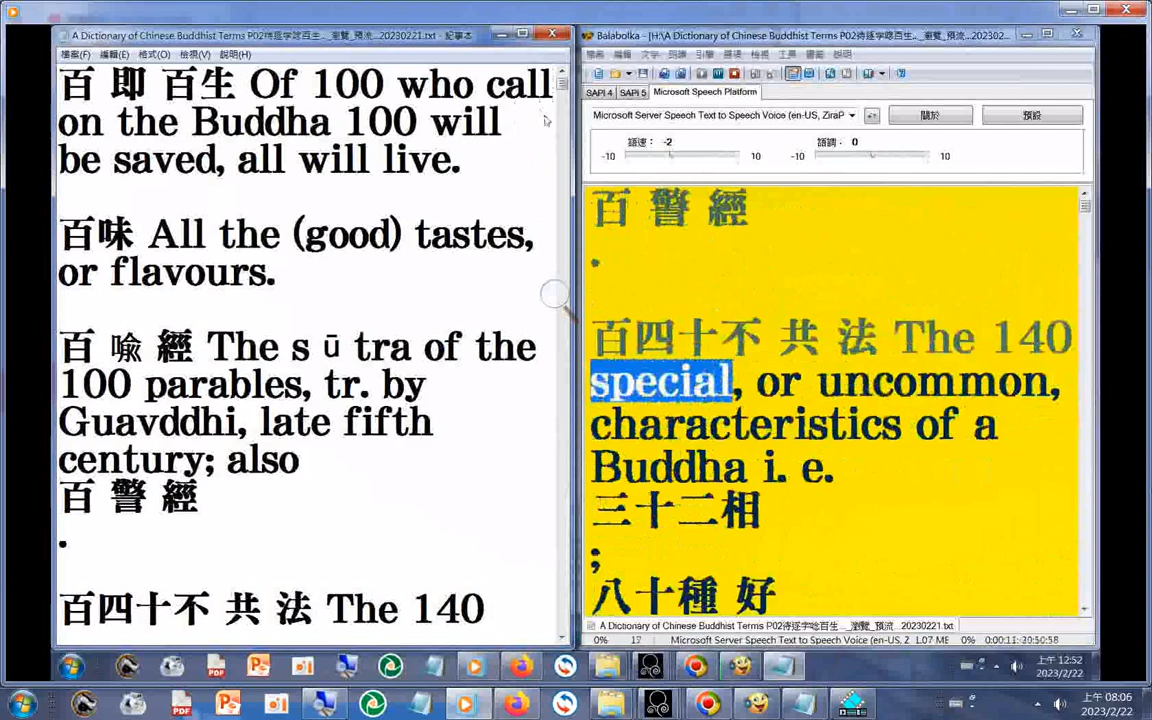 A Dictionary of Chinese Buddhist Terms P02待逐字唸百生..._瀏覽_預流...20230221.txt - 記事本
檔案(F) 編輯(E) 格式(O) 檢視(V) 說明(H)
百 即 百生 Of 100 who call
on the Buddha 100 will
be saved, all will live.
百味 All the (good) tastes,
or flavours.
百 喩 經 The s ū tra of the
100 parables, tr. by
Guavddhi, late fifth
century; also
百 警 經
.
百四十不 共 法 The 140
Balabolka - [H:\A Dictionary of Chinese Buddhist Terms P02待逐字唸百生..._瀏覽_預流...202302...
SAPI 4 SAPI 5 Microsoft Speech Platform
Microsoft Server Speech Text to Speech Voice (en-US, ZiraP
關於
預設
語速: -2
語調: 0
-10 10 -10 10
百 警 經
.
百四十不 共 法 The 140
special, or uncommon,
characteristics of a
Buddha i. e.
三十二相
;
八十種 好
A Dictionary of Chinese Buddhist Terms P02待逐字唸百生..._瀏覽_預流...20230221.txt
0% 17 Microsoft Server Speech Text to Speech Voice (en-US, Z L07 ME 0% 0:00:11:-20:50:58
上午 12:52
2023/2/22
上午 08:06
2023/2/22